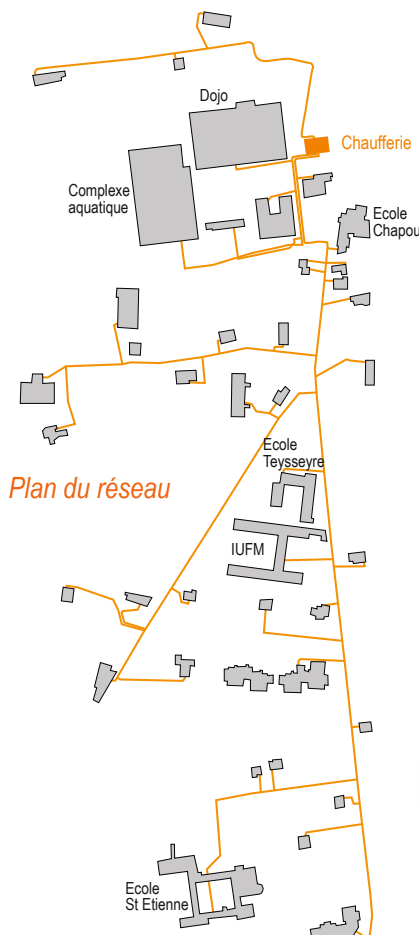 Dojo
Chaufferie
Complexe
aquatique
Ecole
Chapou
Ecole
Teysseyre
Plan du réseau
IUFM
Ecole
St Etienne